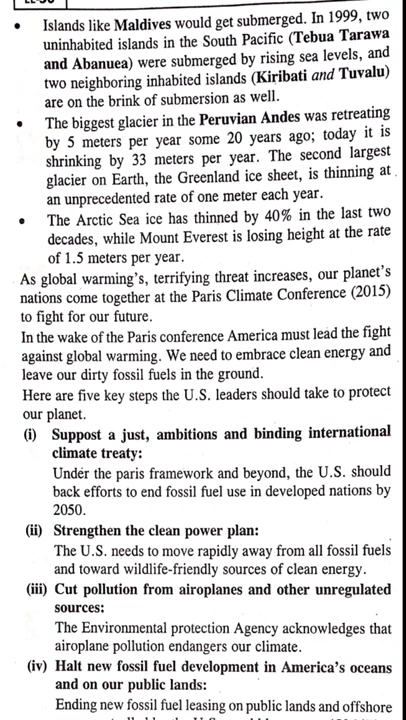 • Islands like Maldives would get submerged. In 1999, two
uninhabited islands in the South Pacific (Tebua Tarawa
and Abanuea) were submerged by rising sea levels, and
two neighboring inhabited islands (Kiribati and Tuvalu)
are on the brink of submersion as well.
• The biggest glacier in the Peruvian Andes was retreating
by 5 meters per year some 20 years ago; today it is
shrinking by 33 meters per year. The second largest
glacier on Earth, the Greenland ice sheet, is thinning at
an unprecedented rate of one meter each year.
• The Arctic Sea ice has thinned by 40% in the last two
decades, while Mount Everest is losing height at the rate
of 1.5 meters per year.
As global warming's, terrifying threat increases, our planet's
nations come together at the Paris Climate Conference (2015)
to fight for our future.
In the wake of the Paris conference America must lead the fight
against global warming. We need to embrace clean energy and
leave our dirty fossil fuels in the ground.
Here are five key steps the U.S. leaders should take to protect
our planet.
(i) Suppost a just, ambitions and binding international
climate treaty:
Under the paris framework and beyond, the U.S. should
back efforts to end fossil fuel use in developed nations by
2050.
(ii) Strengthen the clean power plan:
The U.S. needs to move rapidly away from all fossil fuels
and toward wildlife-friendly sources of clean energy.
(iii) Cut pollution from airoplanes and other unregulated
sources:
The Environmental protection Agency acknowledges that
airoplane pollution endangers our climate.
(iv) Halt new fossil fuel development in America's oceans
and on our public lands:
Ending new fossil fuel leasing on public lands and offshore